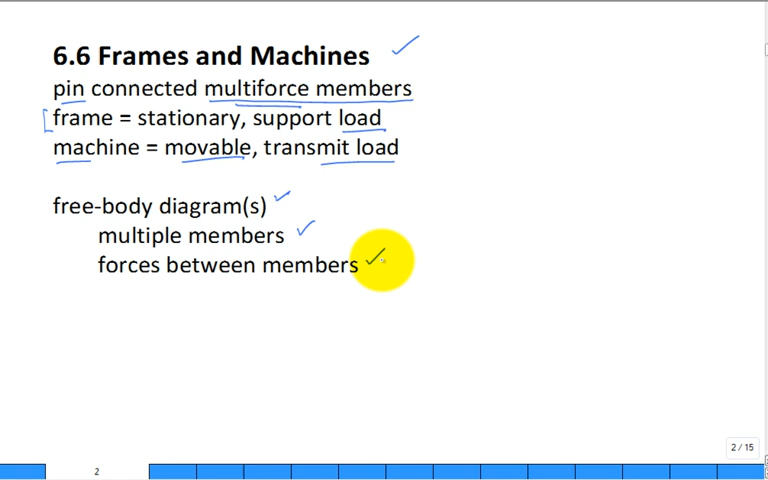 6.6 Frames and Machines
pin connected multiforce members
frame = stationary, support load
machine = movable, transmit load
free-body diagram(s)
multiple members
forces between members
2 / 15
2